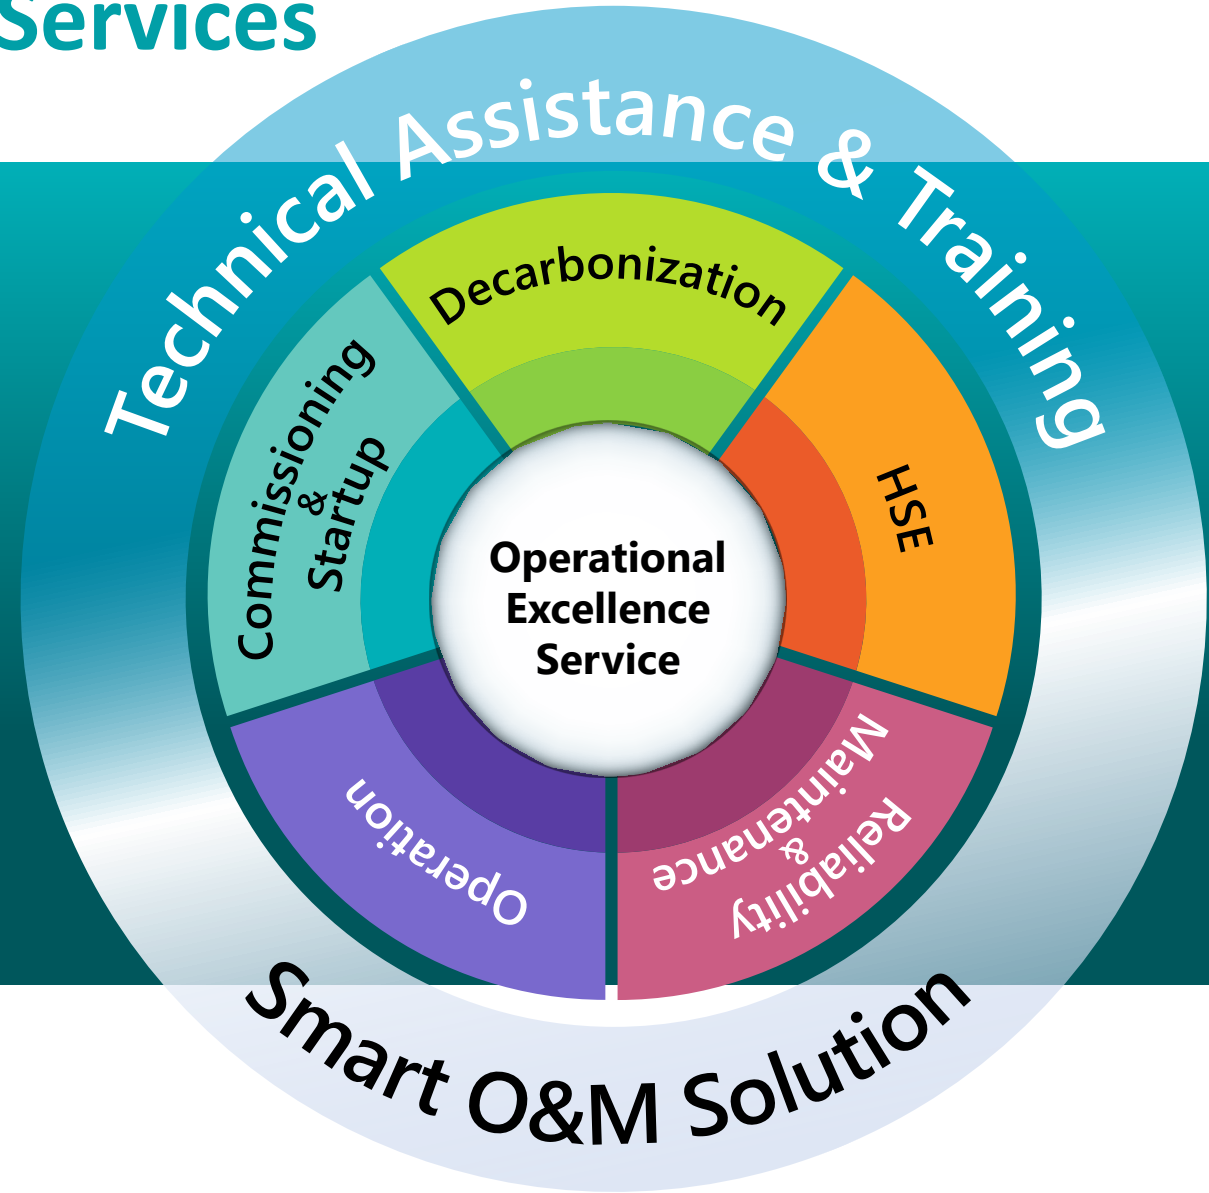 Services
Technical Assistance & Training
Decarbonization
HSE
Reliability
&
Maintenance
Operation
Commissioning
&
Startup
Operational
Excellence
Service
Smart O&M Solution